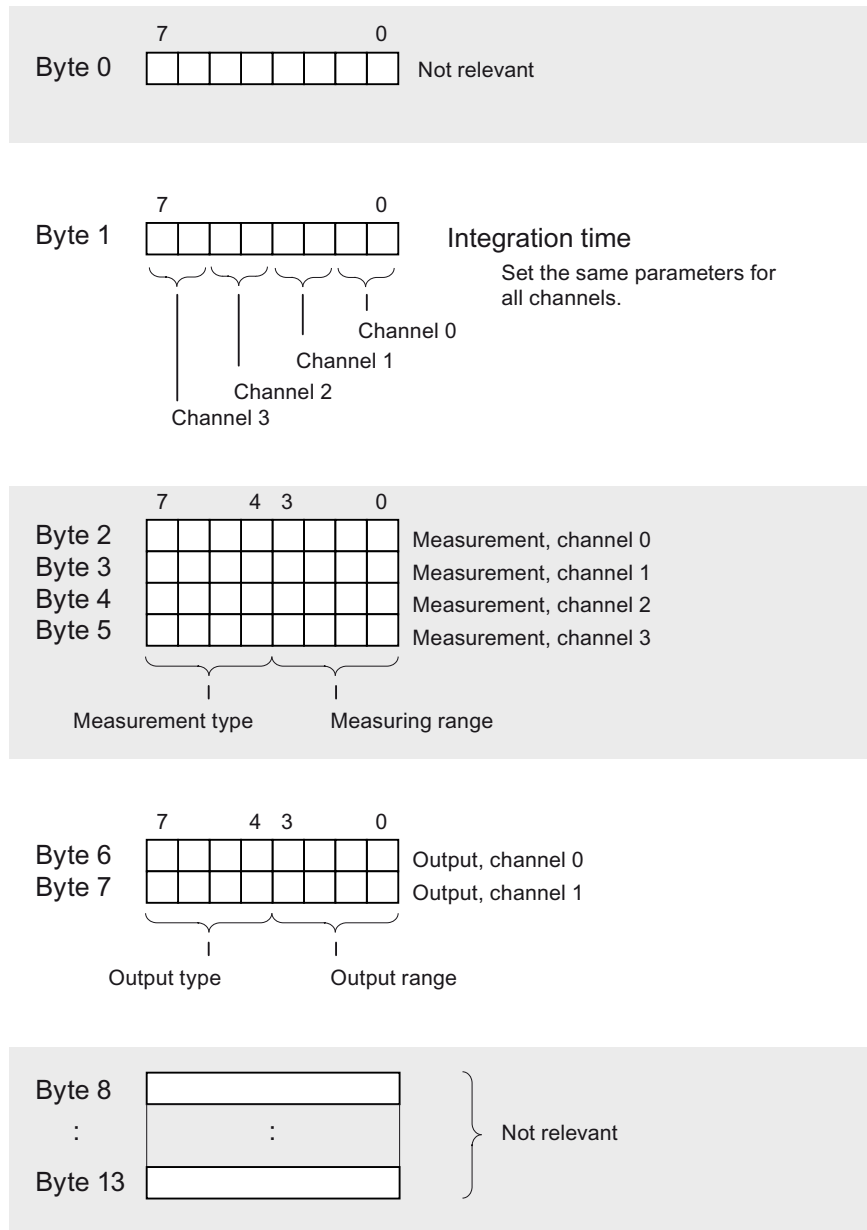 7 0
Byte 0 Not relevant
7 0
Byte 1 Integration time
Set the same parameters for
all channels.
Channel 0
Channel 1
Channel 2
Channel 3
7 4 3 0
Byte 2 Measurement, channel 0
Byte 3 Measurement, channel 1
Byte 4 Measurement, channel 2
Byte 5 Measurement, channel 3
Measurement type Measuring range
7 4 3 0
Byte 6 Output, channel 0
Byte 7 Output, channel 1
Output type Output range
Byte 8
: : Not relevant
Byte 13